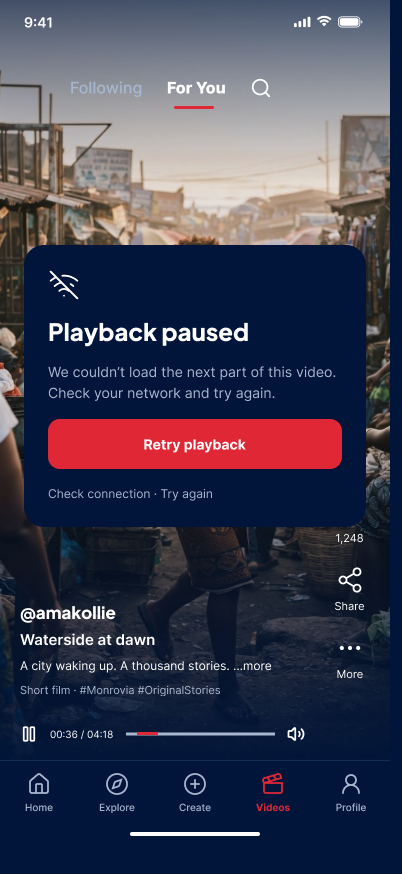 9:41
Following For You
Playback paused
We couldn’t load the next part of this video.
Check your network and try again.
Retry playback
Check connection · Try again
1,248
Share
@amakollie
Waterside at dawn
A city waking up. A thousand stories. ...more
More
Short film · #Monrovia #OriginalStories
00:36 / 04:18
Home Explore Create Videos Profile